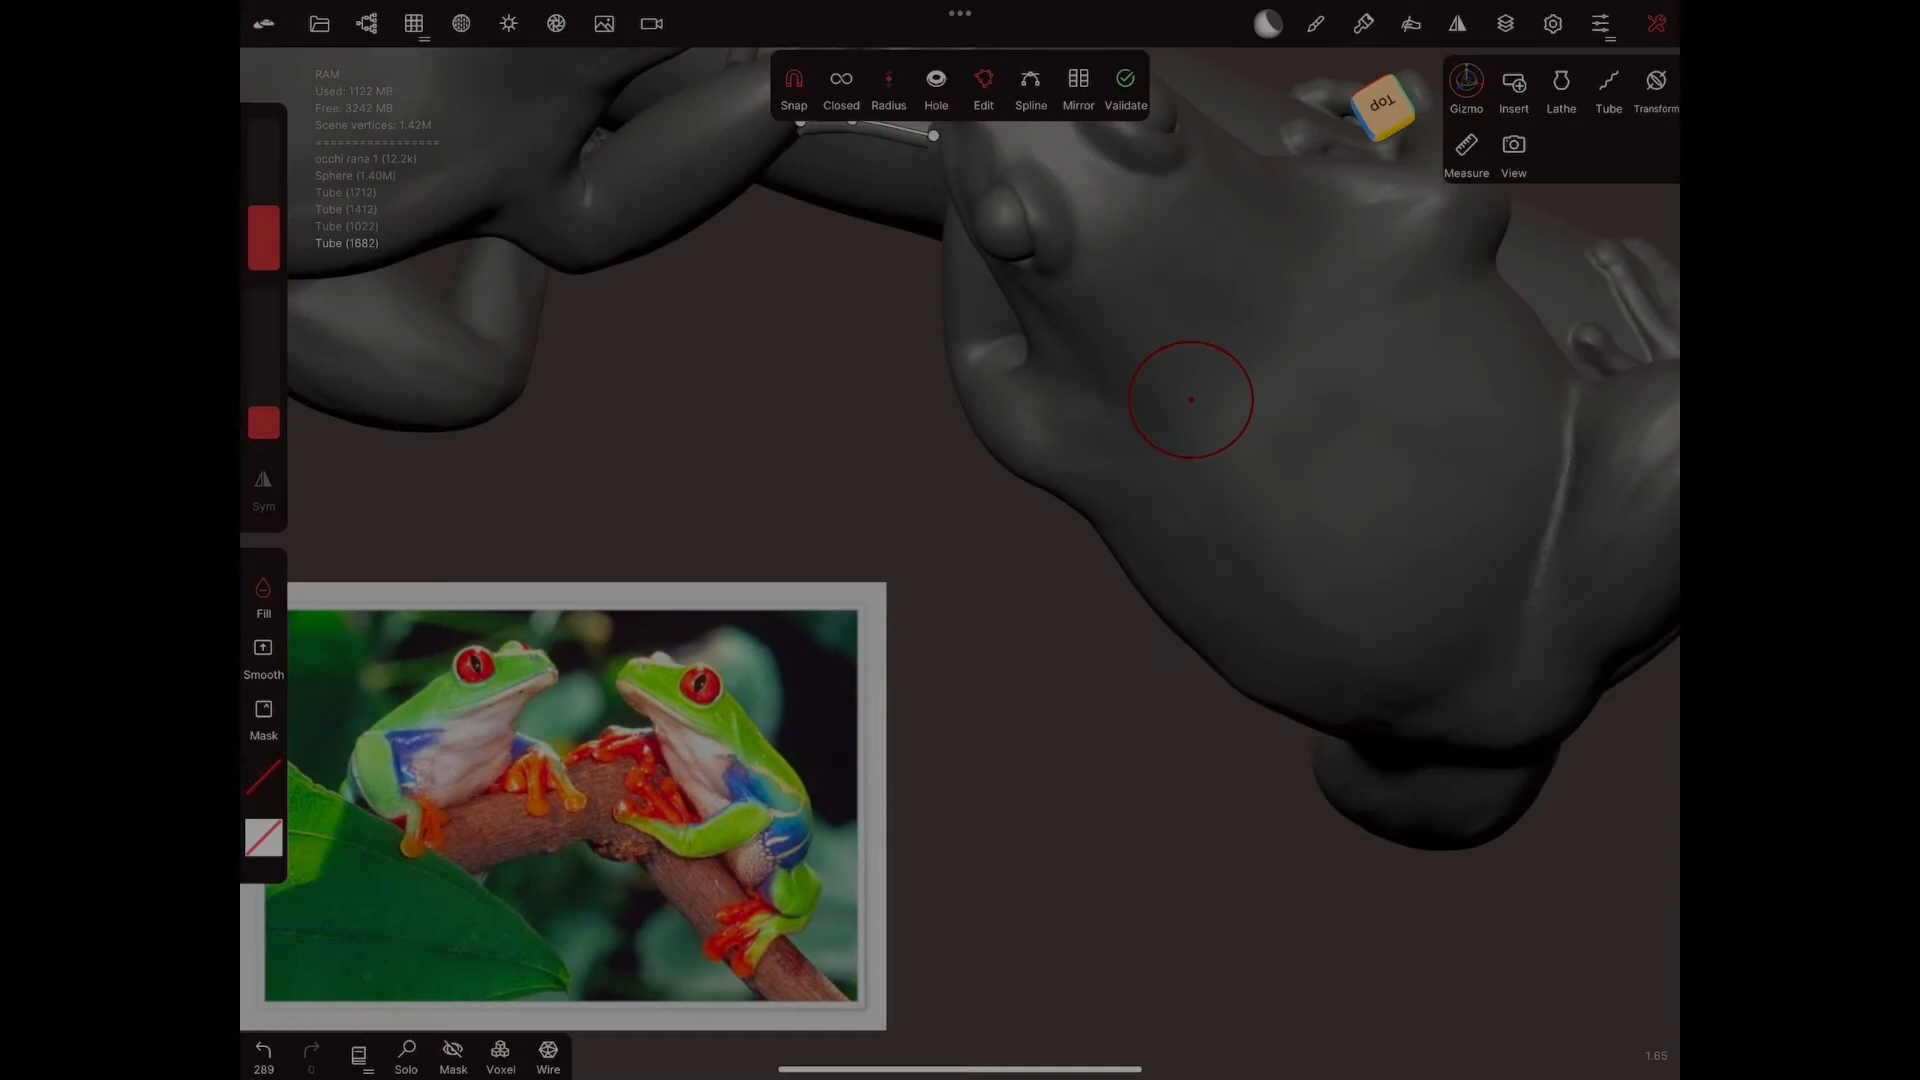 RAM
Used: 1122 MB
Free: 3242 MB
Scene vertices: 1.42M
=================
occhi rana 1 (12.2k)
Sphere (1.40M)
Tube (1712)
Tube (1412)
Tube (1022)
Tube (1682)
Snap Closed Radius Hole Edit Spline Mirror Validate
Top
Gizmo Insert Lathe Tube Transform
Measure View
Sym
Fill
Smooth
Mask
289 0 Solo Mask Voxel Wire
1.65